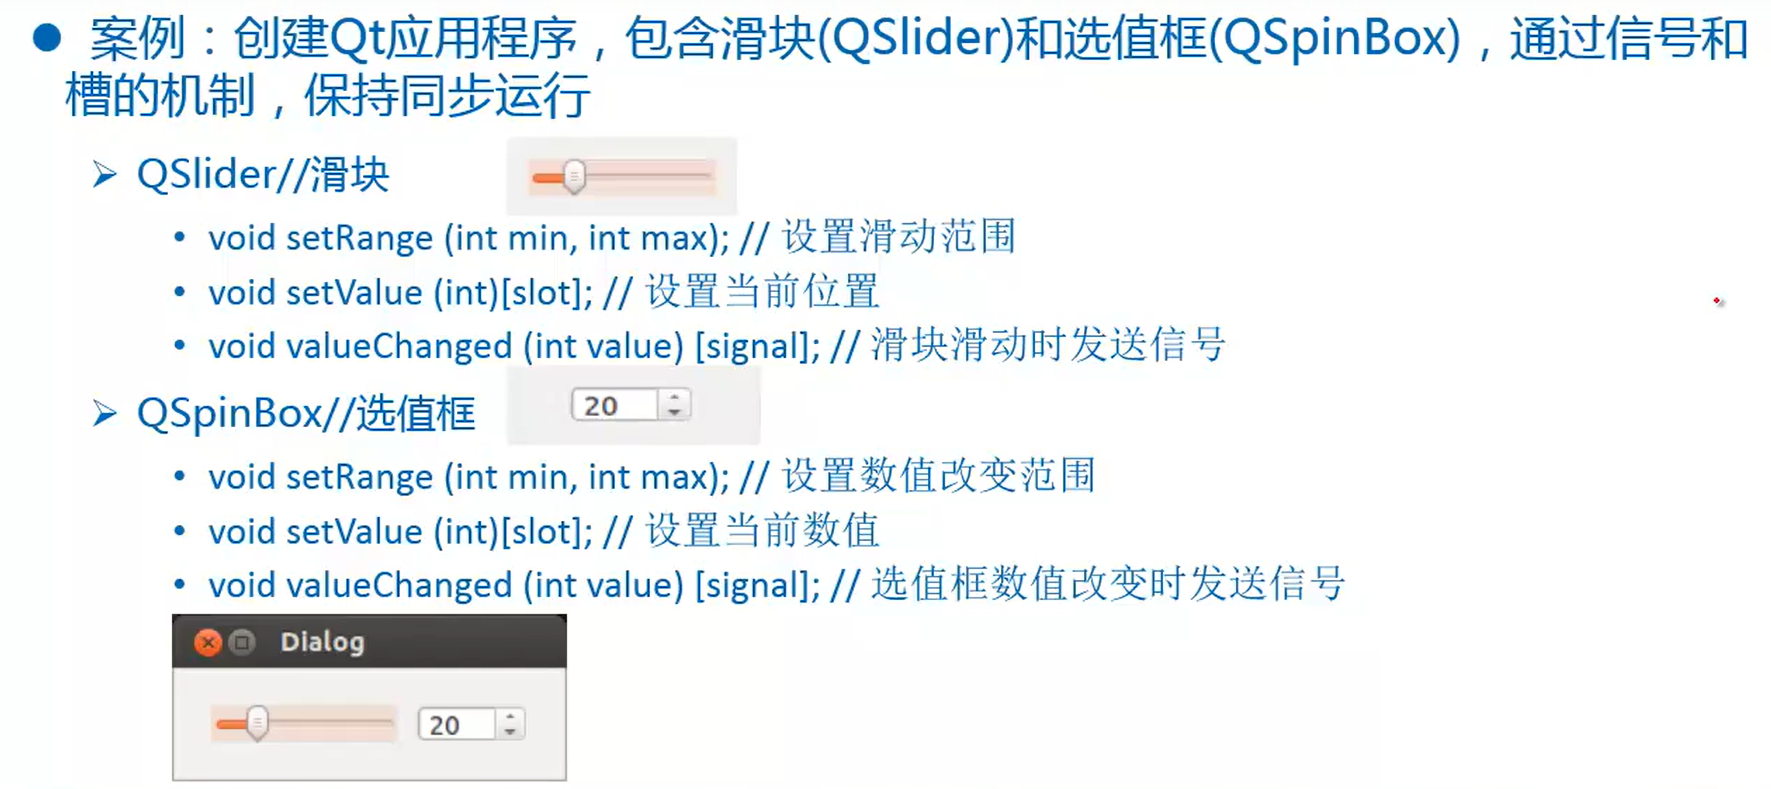 案例：创建Qt应用程序，包含滑块(QSlider)和选值框(QSpinBox)，通过信号和
槽的机制，保持同步运行
QSlider//滑块
void setRange (int min, int max); // 设置滑动范围
void setValue (int)[slot]; // 设置当前位置
void valueChanged (int value) [signal]; // 滑块滑动时发送信号
QSpinBox//选值框
20
void setRange (int min, int max); // 设置数值改变范围
void setValue (int)[slot]; // 设置当前数值
void valueChanged (int value) [signal]; // 选值框数值改变时发送信号
Dialog
20